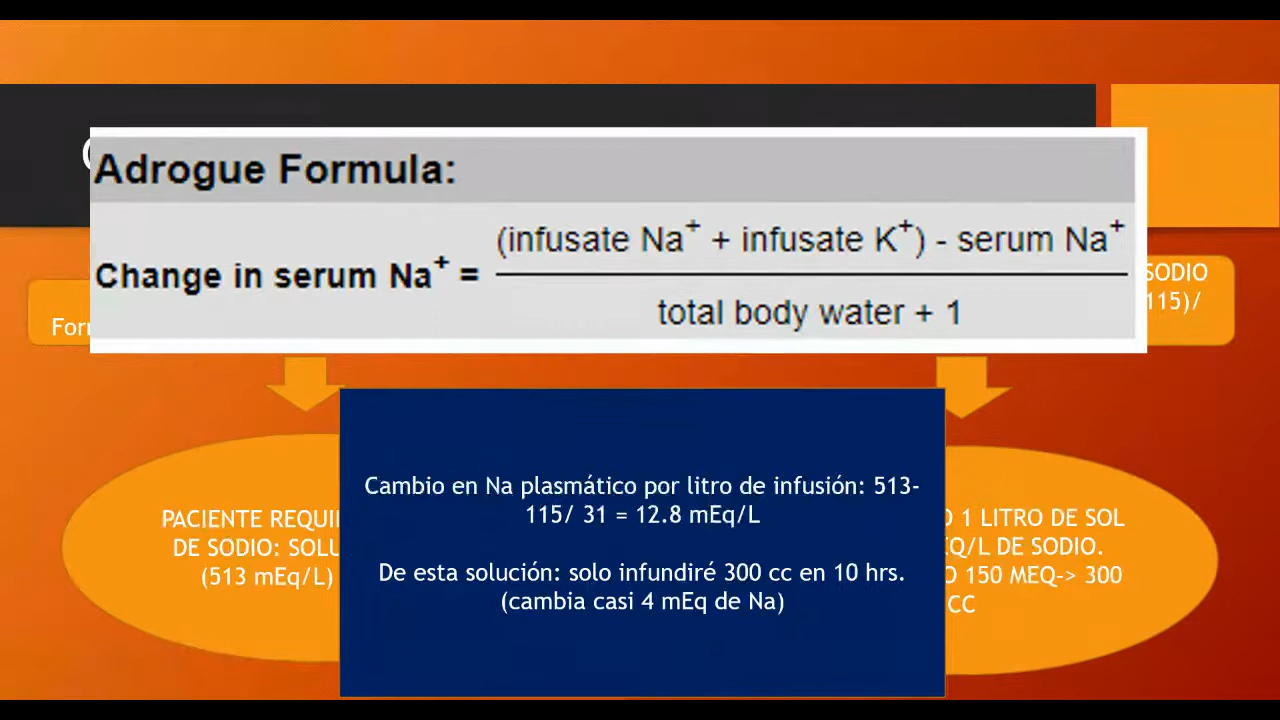 Adrogue Formula:
(infusate Na+ + infusate K+) - serum Na+
Change in serum Na+ =
total body water + 1
SODIO
115)/
Cambio en Na plasmático por litro de infusión: 513-
115/ 31 = 12.8 mEq/L
De esta solución: solo infundiré 300 cc en 10 hrs.
(cambia casi 4 mEq de Na)
PACIENTE
DE SODIO:
(513 mEq/L)
1 LITRO DE SOL
DE SODIO.
150 MEQ-> 300
CC